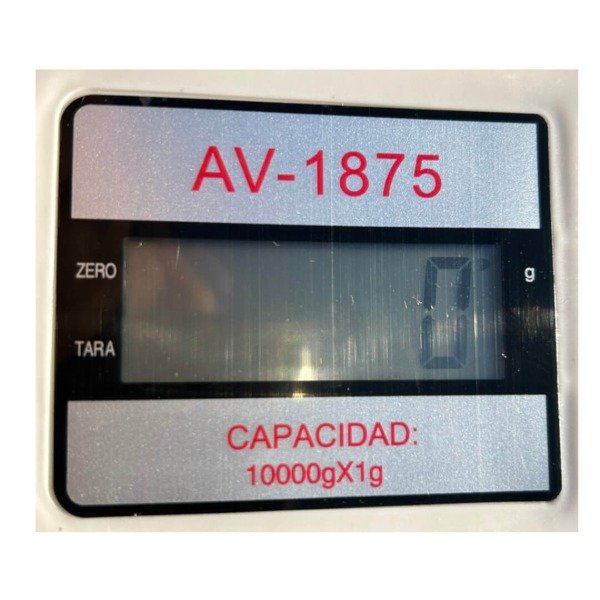 AV-1875
ZERO
0 g
TARA
CAPACIDAD:
10000gX1g